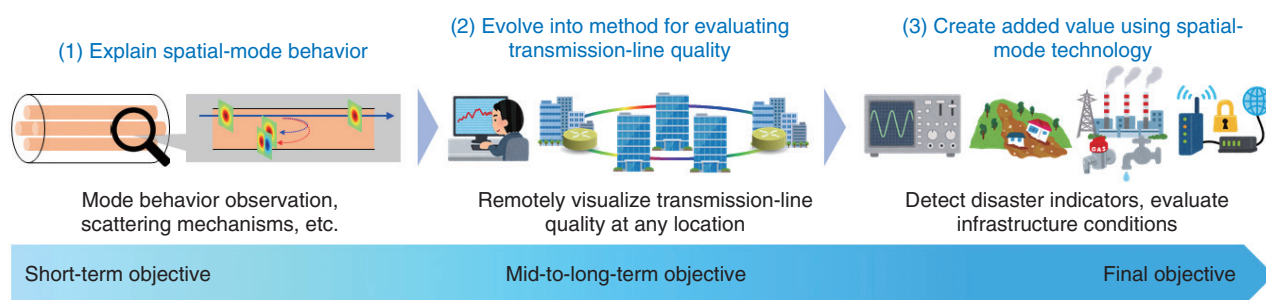 (1) Explain spatial-mode behavior
(2) Evolve into method for evaluating
transmission-line quality
(3) Create added value using spatial-
mode technology
GAS
Mode behavior observation,
scattering mechanisms, etc.
Remotely visualize transmission-line
quality at any location
Detect disaster indicators, evaluate
infrastructure conditions
Short-term objective
Mid-to-long-term objective
Final objective